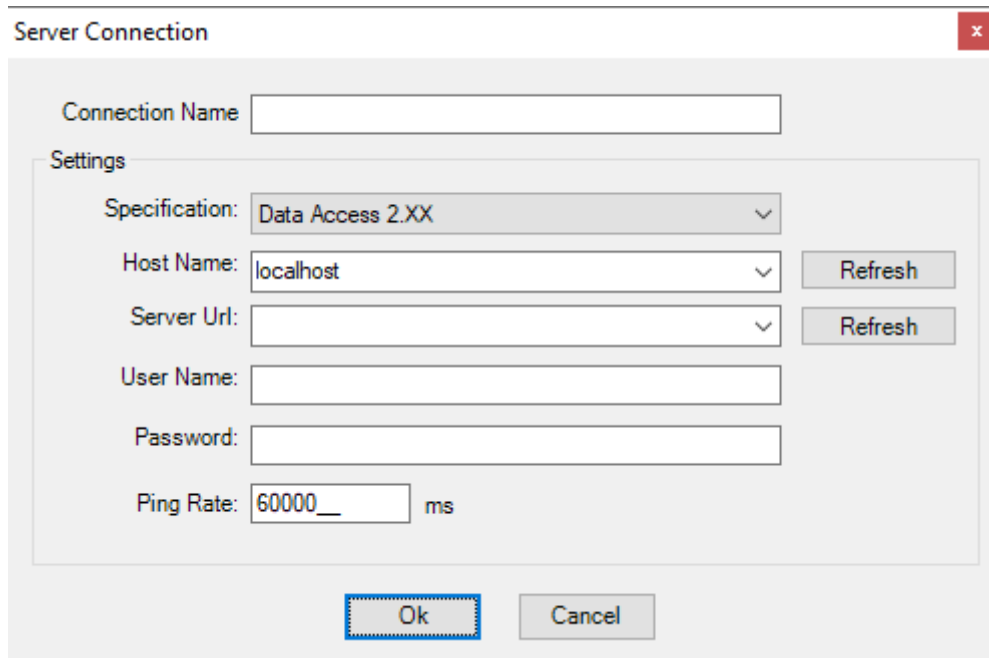 Server Connection
x
Connection Name
Settings
Specification: Data Access 2.XX
Host Name: localhost Refresh
Server Url: Refresh
User Name:
Password:
Ping Rate: 60000__ ms
Ok Cancel